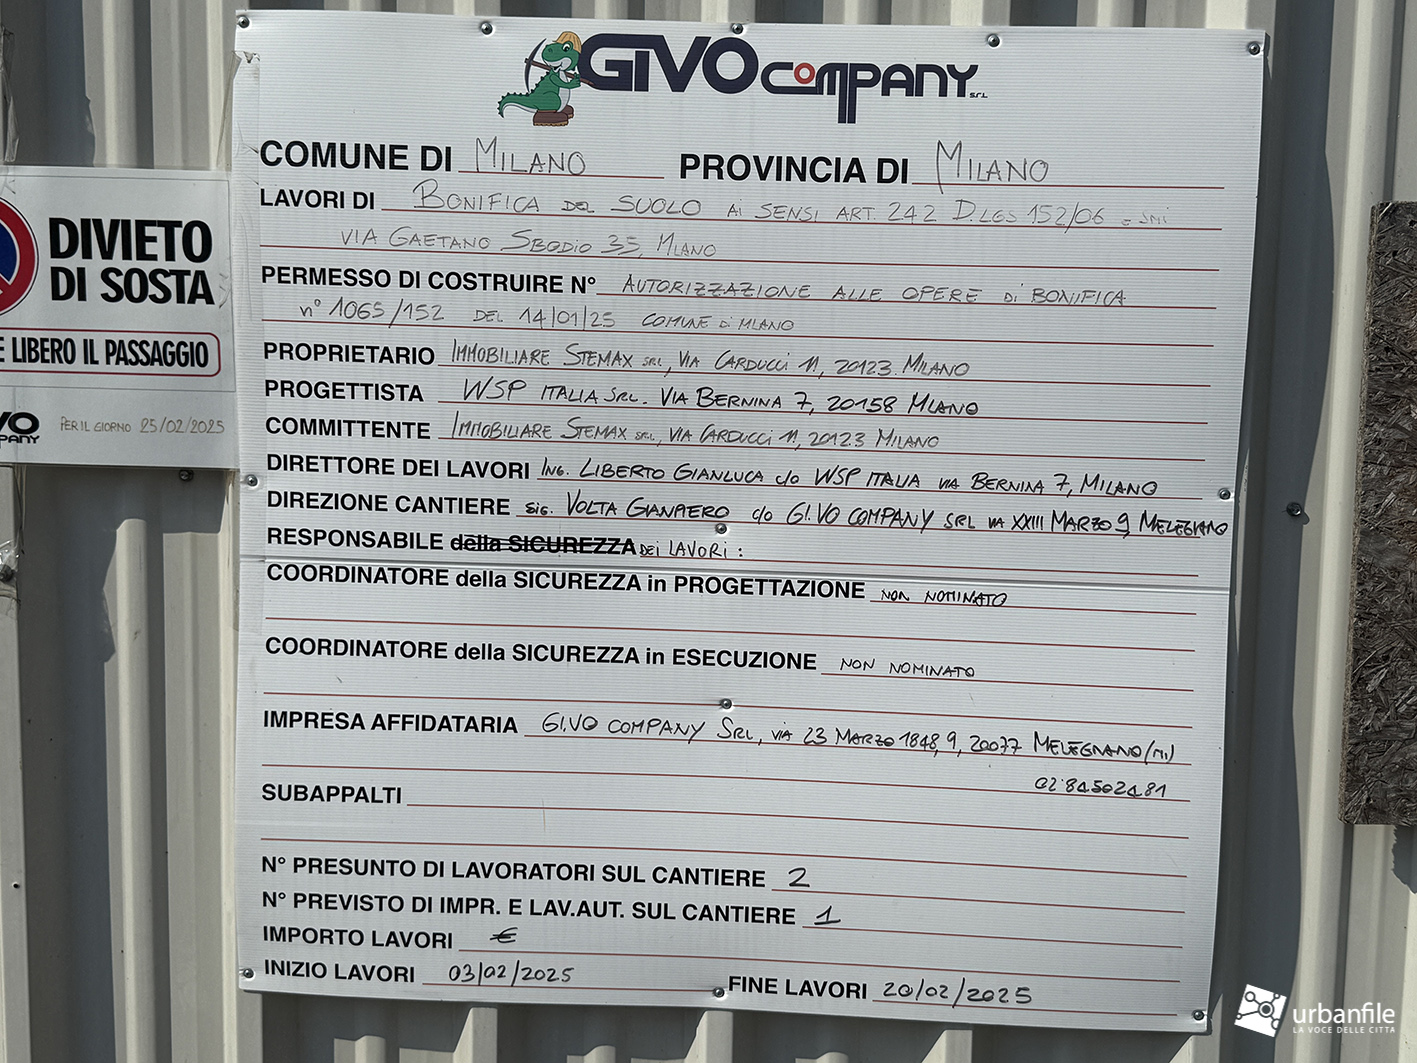 GIVO COMPANY S.R.L.
COMUNE DI MILANO PROVINCIA DI MILANO
LAVORI DI BONIFICA DEL SUOLO AI SENSI ART. 242 D.LGS 152/06 E SMI
VIA GAETANO SBODIO 35, MILANO
PERMESSO DI COSTRUIRE N° AUTORIZZAZIONE ALLE OPERE DI BONIFICA
n° 1065/152 DEL 14/01/25 COMUNE DI MILANO
PROPRIETARIO IMMOBILIARE STEMAX SRL, VIA CARDUCCI 11, 20123 MILANO
PROGETTISTA WSP ITALIA SRL. VIA BERNINA 7, 20158 MILANO
COMMITTENTE IMMOBILIARE STEMAX SRL, VIA CARDUCCI 11, 20123 MILANO
DIRETTORE DEI LAVORI ING. LIBERTO GIANLUCA c/o WSP ITALIA VIA BERNINA 7, MILANO
DIREZIONE CANTIERE SIG. VOLTA GIANPIERO c/o GI.VO COMPANY SRL VIA XXIII MARZO 9 MELEGNANO
RESPONSABILE della SICUREZZA DEI LAVORI :
COORDINATORE della SICUREZZA in PROGETTAZIONE NON NOMINATO
COORDINATORE della SICUREZZA in ESECUZIONE NON NOMINATO
IMPRESA AFFIDATARIA GI.VO COMPANY SRL, VIA 23 MARZO 1848, 9, 20077 MELEGNANO (MI)
02 84502481
SUBAPPALTI
N° PRESUNTO DI LAVORATORI SUL CANTIERE 2
N° PREVISTO DI IMPR. E LAV.AUT. SUL CANTIERE 1
IMPORTO LAVORI €
INIZIO LAVORI 03/02/2025 FINE LAVORI 20/02/2025
DIVIETO
DI SOSTA
E LIBERO IL PASSAGGIO
VO
PANY
PER IL GIORNO 25/02/2025
urbanfile
LA VOCE DELLE CITTÀ